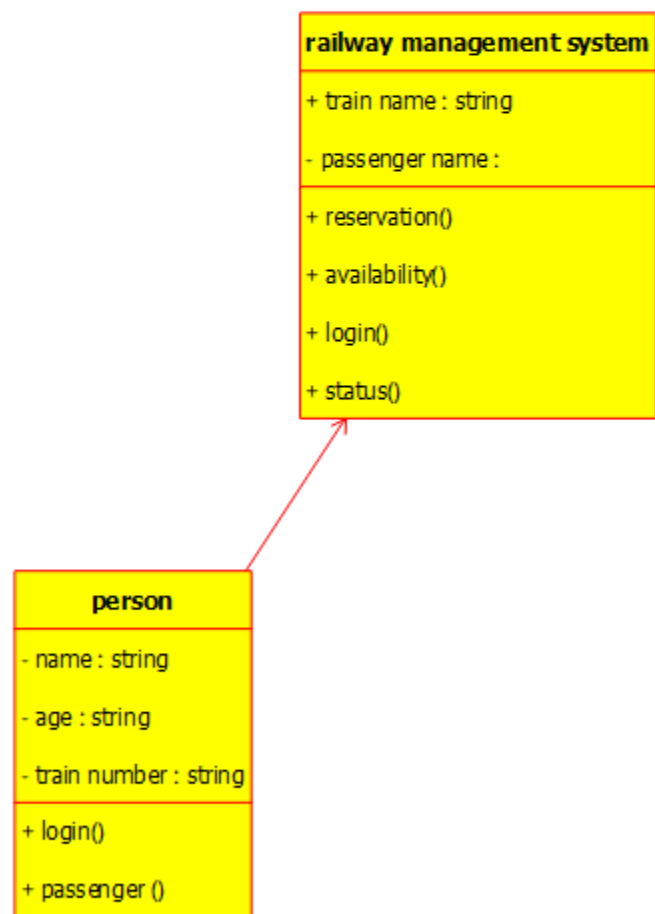 railway management system
+ train name : string
- passenger name :
+ reservation()
+ availability()
+ login()
+ status()
person
- name : string
- age : string
- train number : string
+ login()
+ passenger ()